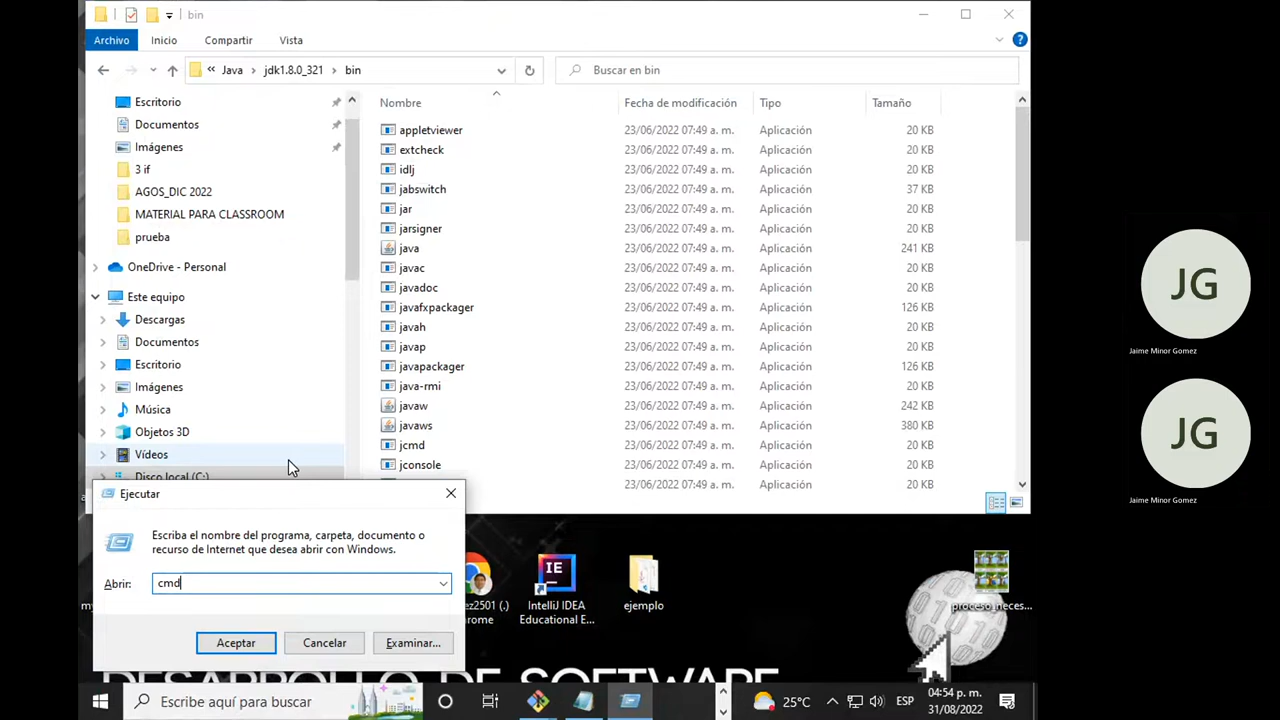 bin
Archivo
Inicio
Compartir
Vista
Java
jdk1.8.0_321
bin
Buscar en bin
Escritorio
Documentos
Imágenes
3 if
AGOS_DIC 2022
MATERIAL PARA CLASSROOM
prueba
OneDrive - Personal
Este equipo
Descargas
Documentos
Escritorio
Imágenes
Música
Objetos 3D
Vídeos
Disco local (C:)
Nombre Fecha de modificación Tipo Tamaño
appletviewer 23/06/2022 07:49 a. m. Aplicación 20 KB
extcheck 23/06/2022 07:49 a. m. Aplicación 20 KB
idlj 23/06/2022 07:49 a. m. Aplicación 20 KB
jabswitch 23/06/2022 07:49 a. m. Aplicación 37 KB
jar 23/06/2022 07:49 a. m. Aplicación 20 KB
jarsigner 23/06/2022 07:49 a. m. Aplicación 20 KB
java 23/06/2022 07:49 a. m. Aplicación 241 KB
javac 23/06/2022 07:49 a. m. Aplicación 20 KB
javadoc 23/06/2022 07:49 a. m. Aplicación 20 KB
javafxpackager 23/06/2022 07:49 a. m. Aplicación 126 KB
javah 23/06/2022 07:49 a. m. Aplicación 20 KB
javap 23/06/2022 07:49 a. m. Aplicación 20 KB
javapackager 23/06/2022 07:49 a. m. Aplicación 126 KB
java-rmi 23/06/2022 07:49 a. m. Aplicación 20 KB
javaw 23/06/2022 07:49 a. m. Aplicación 242 KB
javaws 23/06/2022 07:49 a. m. Aplicación 380 KB
jcmd 23/06/2022 07:49 a. m. Aplicación 20 KB
jconsole 23/06/2022 07:49 a. m. Aplicación 20 KB
23/06/2022 07:49 a. m. Aplicación 20 KB
Ejecutar
Escriba el nombre del programa, carpeta, documento o
recurso de Internet que desea abrir con Windows.
Abrir: cmd
Aceptar
Cancelar
Examinar...
ez2501 (.)
rome
IE
IntelliJ IDEA
Educational E...
ejemplo
proceso_neces...
DESARROLLO DE SOFTWARE
Escribe aquí para buscar
25°C
ESP
04:54 p. m.
31/08/2022
JG
Jaime Minor Gomez
JG
Jaime Minor Gomez